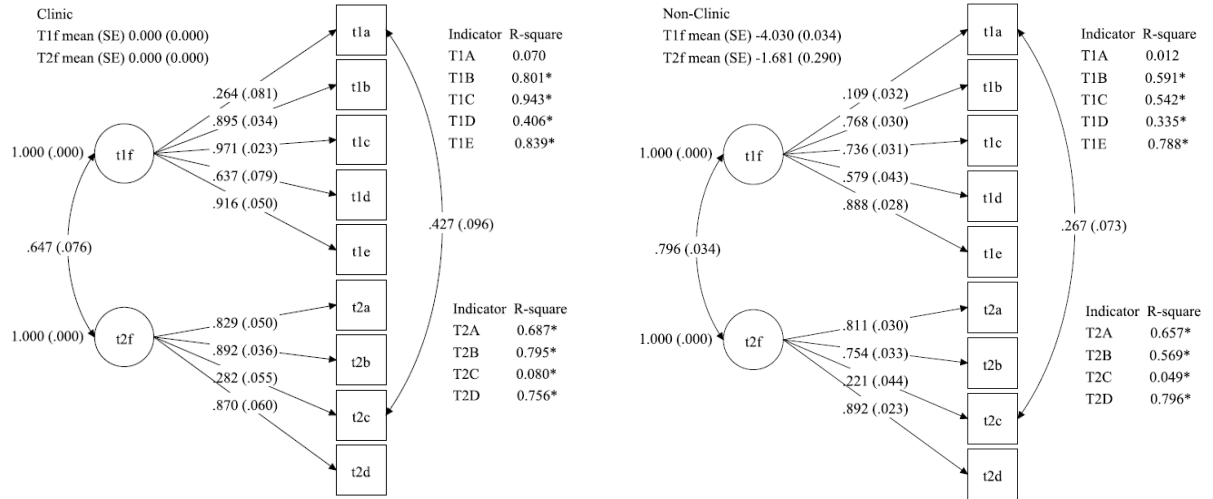 Clinic
T1f mean (SE) 0.000 (0.000)
T2f mean (SE) 0.000 (0.000)
t1a
t1b
t1c
t1d
t1e
t2a
t2b
t2c
t2d
t1f
t2f
1.000 (.000)
1.000 (.000)
.647 (.076)
.264 (.081)
.895 (.034)
.971 (.023)
.637 (.079)
.916 (.050)
.829 (.050)
.892 (.036)
.282 (.055)
.870 (.060)
.427 (.096)
Indicator R-square
T1A 0.070
T1B 0.801*
T1C 0.943*
T1D 0.406*
T1E 0.839*
Indicator R-square
T2A 0.687*
T2B 0.795*
T2C 0.080*
T2D 0.756*
Non-Clinic
T1f mean (SE) -4.030 (0.034)
T2f mean (SE) -1.681 (0.290)
t1a
t1b
t1c
t1d
t1e
t2a
t2b
t2c
t2d
t1f
t2f
1.000 (.000)
1.000 (.000)
.796 (.034)
.109 (.032)
.768 (.030)
.736 (.031)
.579 (.043)
.888 (.028)
.811 (.030)
.754 (.033)
.221 (.044)
.892 (.023)
.267 (.073)
Indicator R-square
T1A 0.012
T1B 0.591*
T1C 0.542*
T1D 0.335*
T1E 0.788*
Indicator R-square
T2A 0.657*
T2B 0.569*
T2C 0.049*
T2D 0.796*